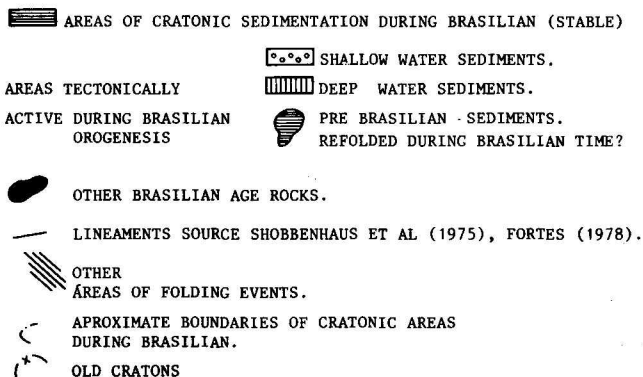 AREAS OF CRATONIC SEDIMENTATION DURING BRASILIAN (STABLE)
SHALLOW WATER SEDIMENTS.
AREAS TECTONICALLY
DEEP WATER SEDIMENTS.
ACTIVE DURING BRASILIAN
OROGENESIS
PRE BRASILIAN - SEDIMENTS.
REFOLDED DURING BRASILIAN TIME?
OTHER BRASILIAN AGE ROCKS.
LINEAMENTS SOURCE SHOBBENHAUS ET AL (1975), FORTES (1978).
OTHER
ÁREAS OF FOLDING EVENTS.
APROXIMATE BOUNDARIES OF CRATONIC AREAS
DURING BRASILIAN.
OLD CRATONS